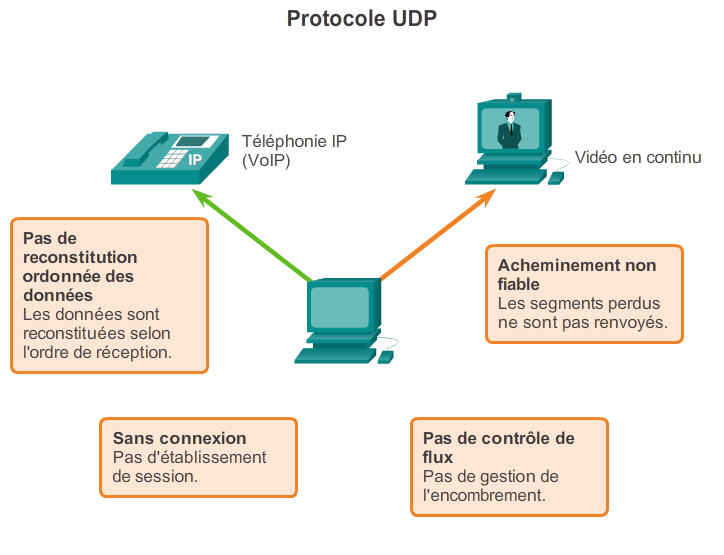 Protocole UDP
Téléphonie IP
(VoIP)
IP
Vidéo en continu
Pas de
reconstitution
ordonnée des
données
Les données sont
reconstituées selon
l'ordre de réception.
Acheminement non
fiable
Les segments perdus
ne sont pas renvoyés.
Sans connexion
Pas d'établissement
de session.
Pas de contrôle de
flux
Pas de gestion de
l'encombrement.